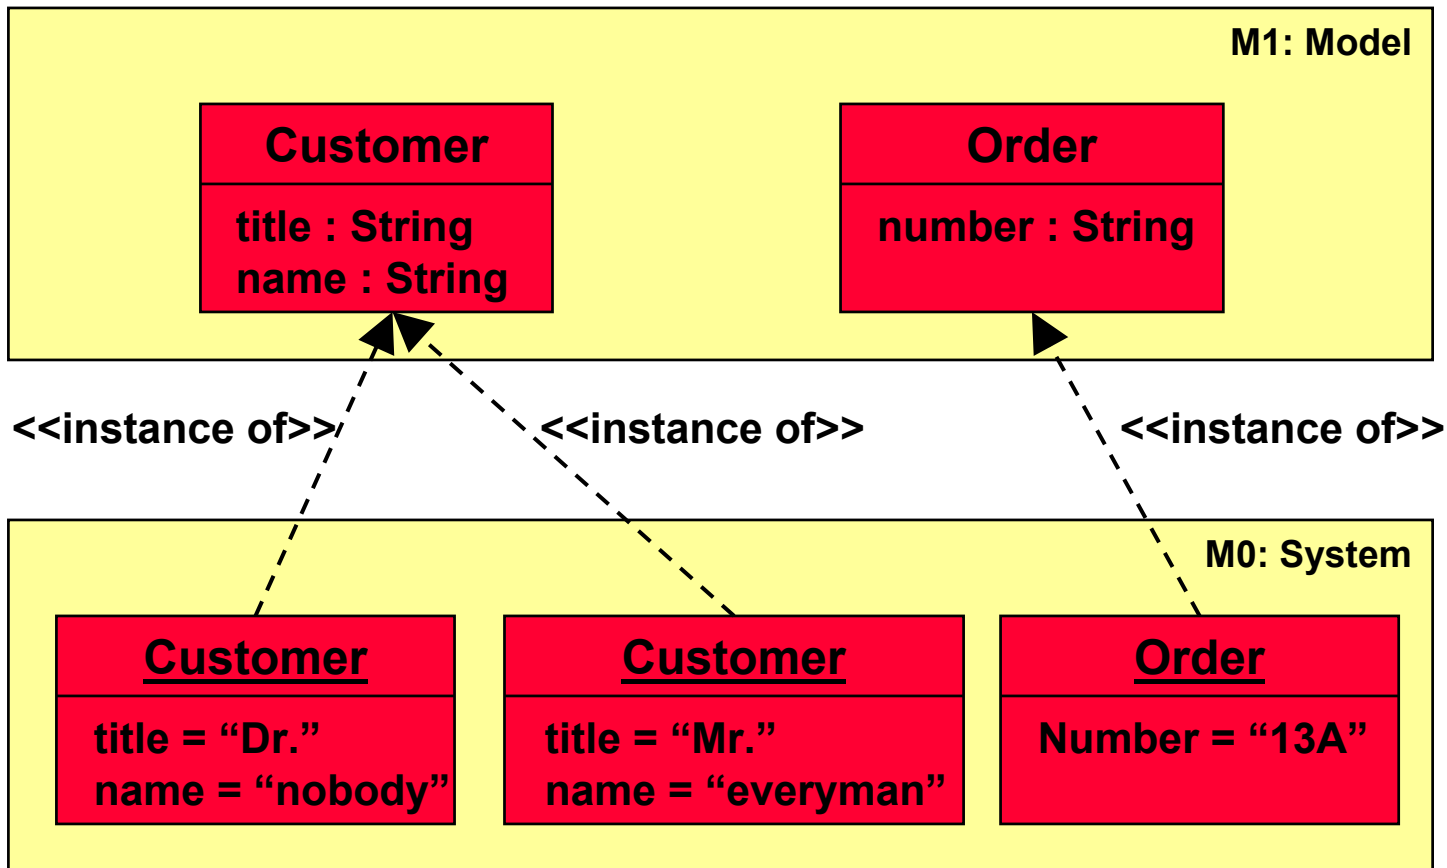 M1: Model
Customer
title : String
name : String
Order
number : String
<<instance of>>
<<instance of>>
<<instance of>>
M0: System
Customer
title = “Dr.”
name = “nobody”
Customer
title = “Mr.”
name = “everyman”
Order
Number = “13A”